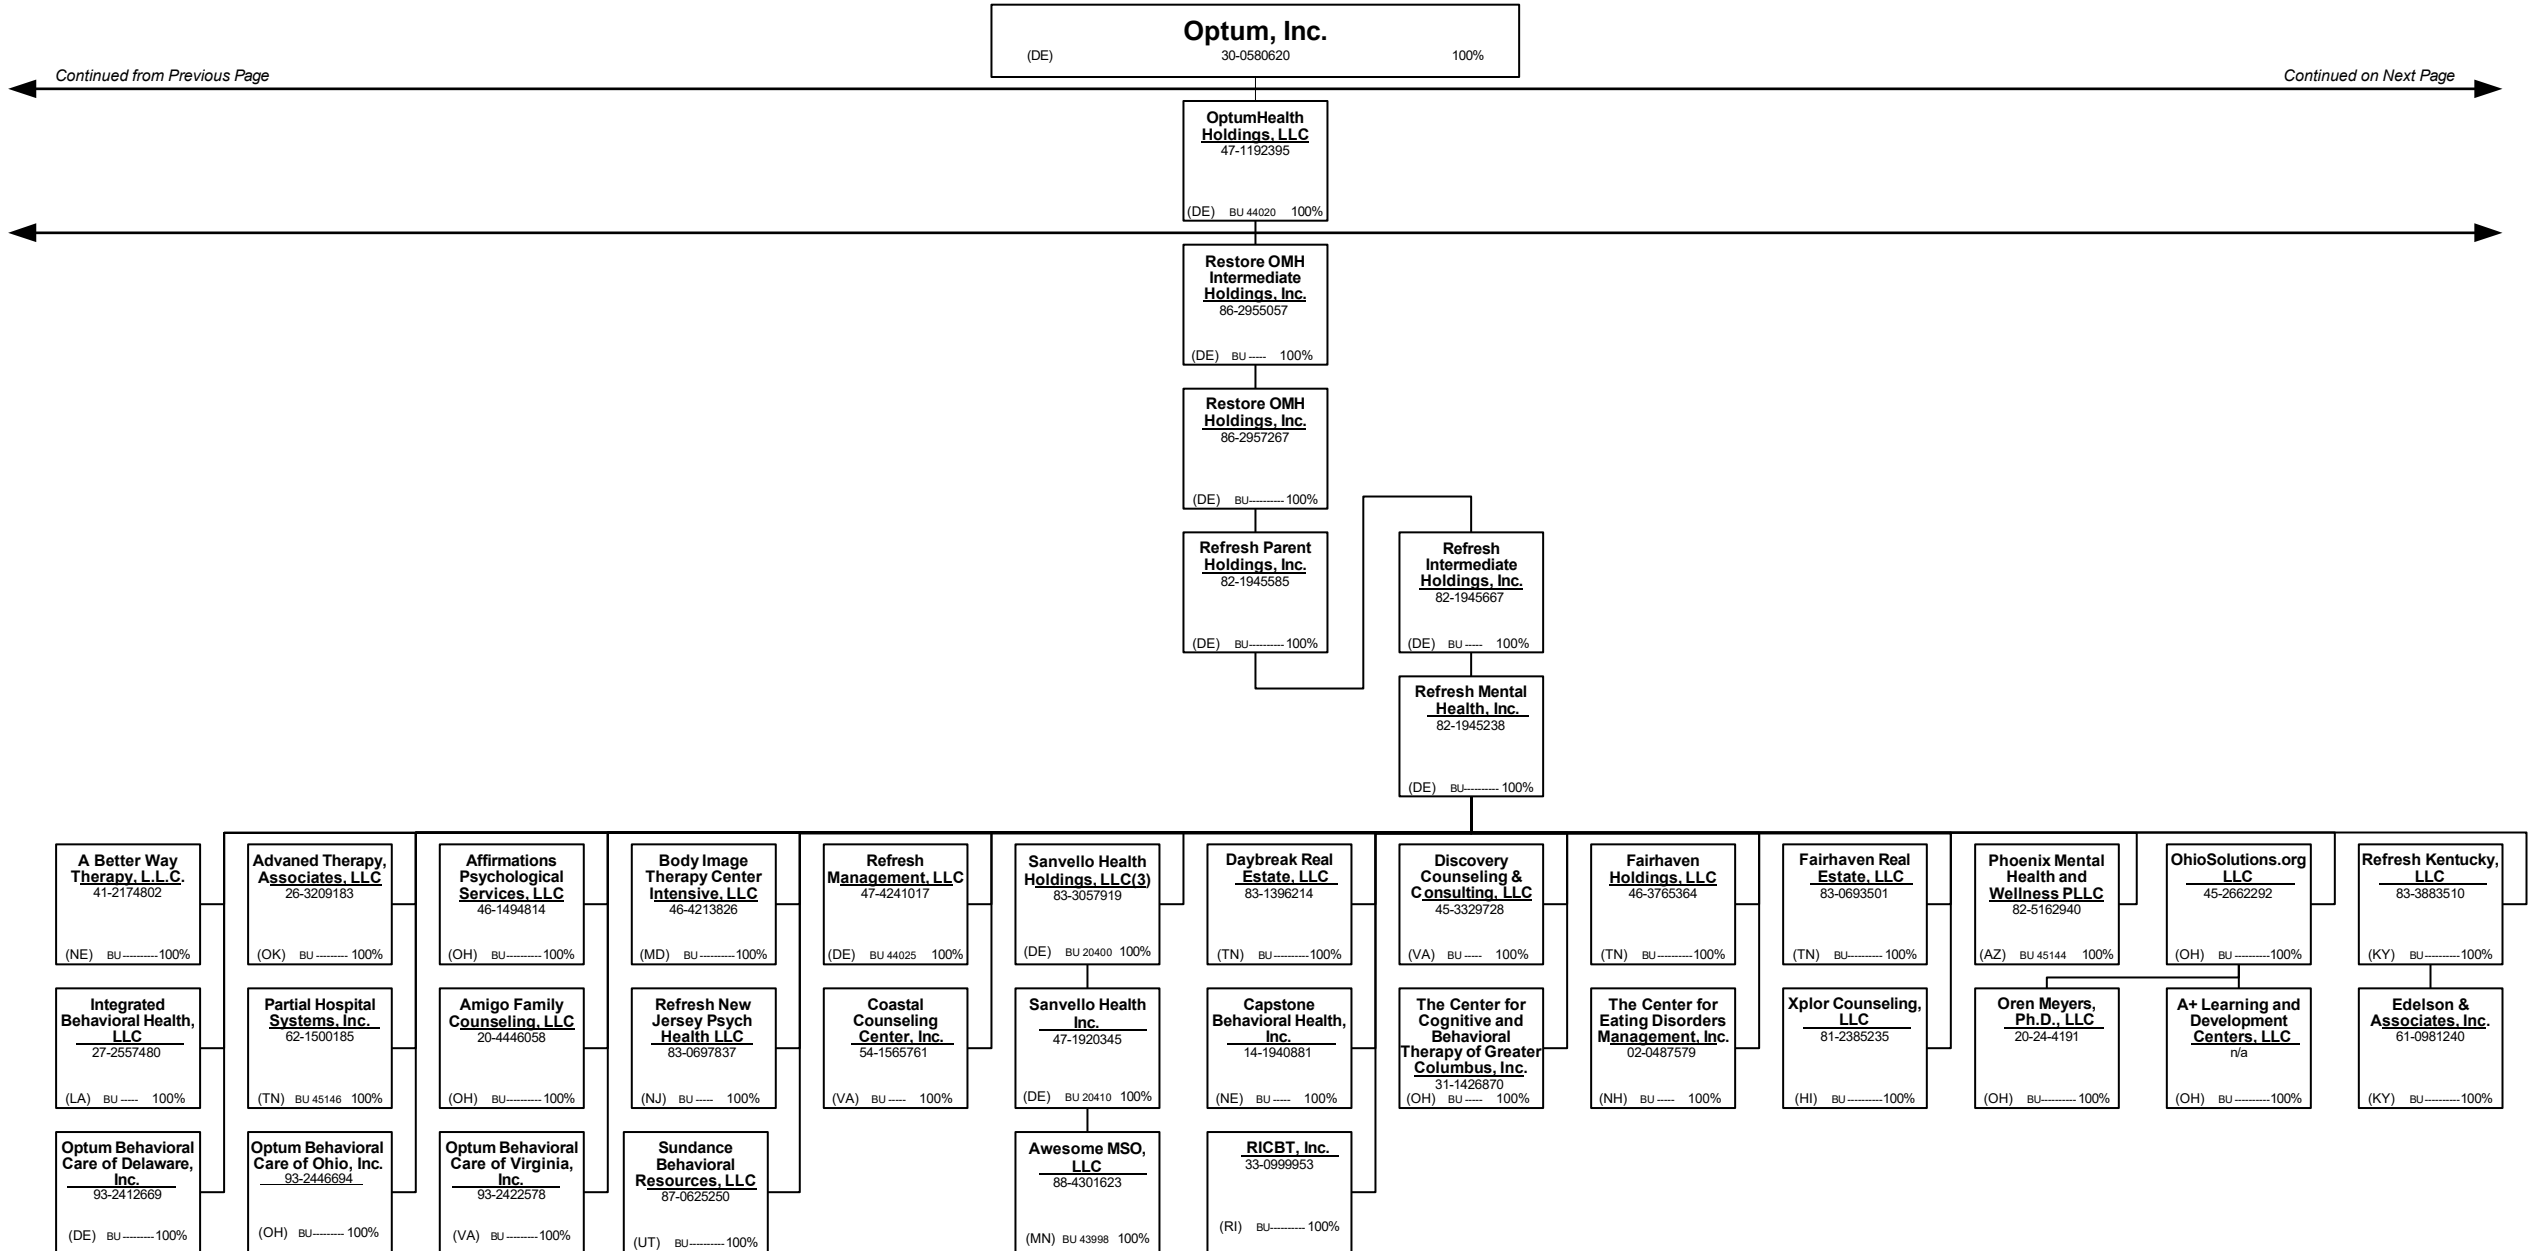 Optum, Inc.
(DE) 30-0580620 100%
Continued from Previous Page
Continued on Next Page
OptumHealth
Holdings, LLC
47-1192395
(DE) BU 44020 100%
Restore OMH
Intermediate
Holdings, Inc.
86-2955057
(DE) BU ----- 100%
Restore OMH
Holdings, Inc.
86-2957267
(DE) BU---------- 100%
Refresh Parent
Holdings, Inc.
82-1945585
(DE) BU---------- 100%
Refresh
Intermediate
Holdings, Inc.
82-1945667
(DE) BU ----- 100%
Refresh Mental
Health, Inc.
82-1945238
(DE) BU---------- 100%
A Better Way
Therapy, L.L.C.
41-2174802
(NE) BU ----------100%
Advaned Therapy,
Associates, LLC
26-3209183
(OK) BU --------- 100%
Affirmations
Psychological
Services, LLC
46-1494814
(OH) BU----------100%
Body Image
Therapy Center
Intensive, LLC
46-4213826
(MD) BU ----------100%
Refresh
Management, LLC
47-4241017
(DE) BU 44025 100%
Sanvello Health
Holdings, LLC(3)
83-3057919
(DE) BU 20400 100%
Daybreak Real
Estate, LLC
83-1396214
(TN) BU----------100%
Discovery
Counseling &
Consulting, LLC
45-3329728
(VA) BU ----- 100%
Fairhaven
Holdings, LLC
46-3765364
(TN) BU ----------100%
Fairhaven Real
Estate, LLC
83-0693501
(TN) BU--------- 100%
Phoenix Mental
Health and
Wellness PLLC
82-5162940
(AZ) BU 45144 100%
OhioSolutions.org
LLC
45-2662292
(OH) BU ----------100%
Refresh Kentucky,
LLC
83-3883510
(KY) BU----------100%
Integrated
Behavioral Health,
LLC
27-2557480
(LA) BU ----- 100%
Partial Hospital
Systems, Inc.
62-1500185
(TN) BU 45146 100%
Amigo Family
Counseling, LLC
20-4446058
(OH) BU----------100%
Refresh New
Jersey Psych
Health LLC
83-0697837
(NJ) BU ----- 100%
Coastal
Counseling
Center, Inc.
54-1565761
(VA) BU ----- 100%
Sanvello Health
Inc.
47-1920345
(DE) BU 20410 100%
Capstone
Behavioral Health,
Inc.
14-1940881
(NE) BU ----- 100%
The Center for
Cognitive and
Behavioral
Therapy of Greater
Columbus, Inc.
31-1426870
(OH) BU ----- 100%
The Center for
Eating Disorders
Management, Inc.
02-0487579
(NH) BU ----- 100%
Xplor Counseling,
LLC
81-2385235
(HI) BU ----------100%
Oren Meyers,
Ph.D., LLC
20-24-4191
(OH) BU---------- 100%
A+ Learning and
Development
Centers, LLC
n/a
(OH) BU ----------100%
Edelson &
Associates, Inc.
61-0981240
(KY) BU ----------100%
Optum Behavioral
Care of Delaware,
Inc.
93-2412669
(DE) BU ---------100%
Optum Behavioral
Care of Ohio, Inc.
93-2446694
(OH) BU--------- 100%
Optum Behavioral
Care of Virginia,
Inc.
93-2422578
(VA) BU ---------100%
Sundance
Behavioral
Resources, LLC
87-0625250
(UT) BU----------100%
Awesome MSO,
LLC
88-4301623
(MN) BU 43998 100%
RICBT, Inc.
33-0999953
(RI) BU---------- 100%